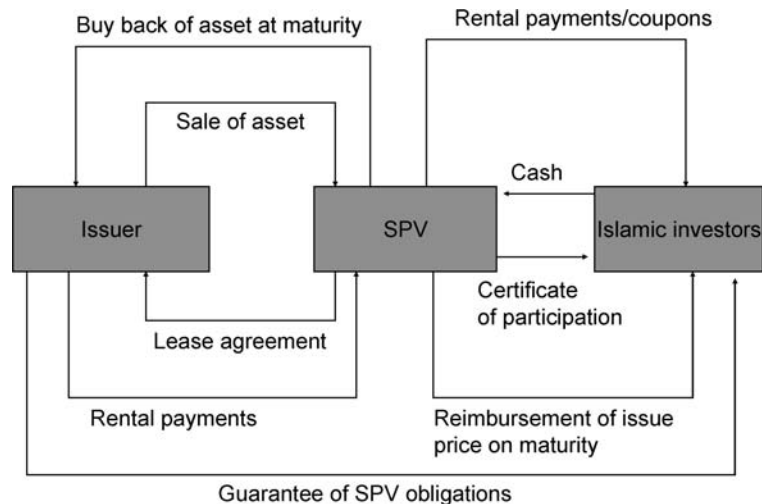 Buy back of asset at maturity
Rental payments/coupons
Sale of asset
Cash
Issuer
SPV
Islamic investors
Certificate
of participation
Lease agreement
Rental payments
Reimbursement of issue
price on maturity
Guarantee of SPV obligations